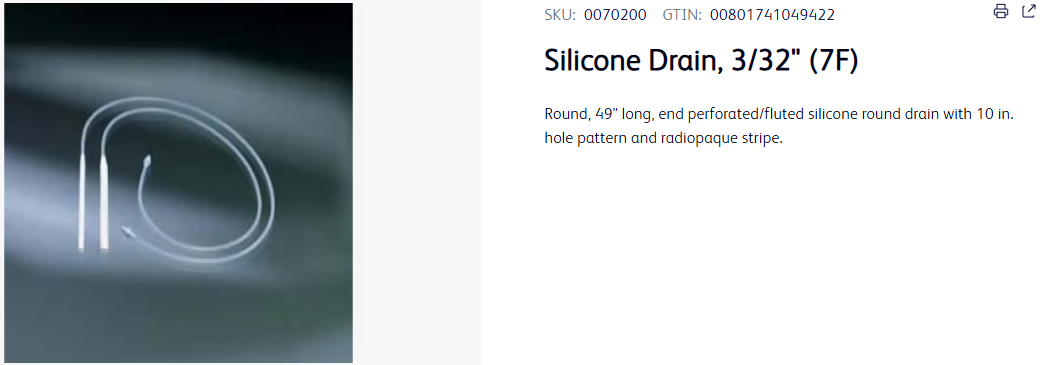 SKU: 0070200 GTIN: 00801741049422
Silicone Drain, 3/32" (7F)
Round, 49" long, end perforated/fluted silicone round drain with 10 in.
hole pattern and radiopaque stripe.